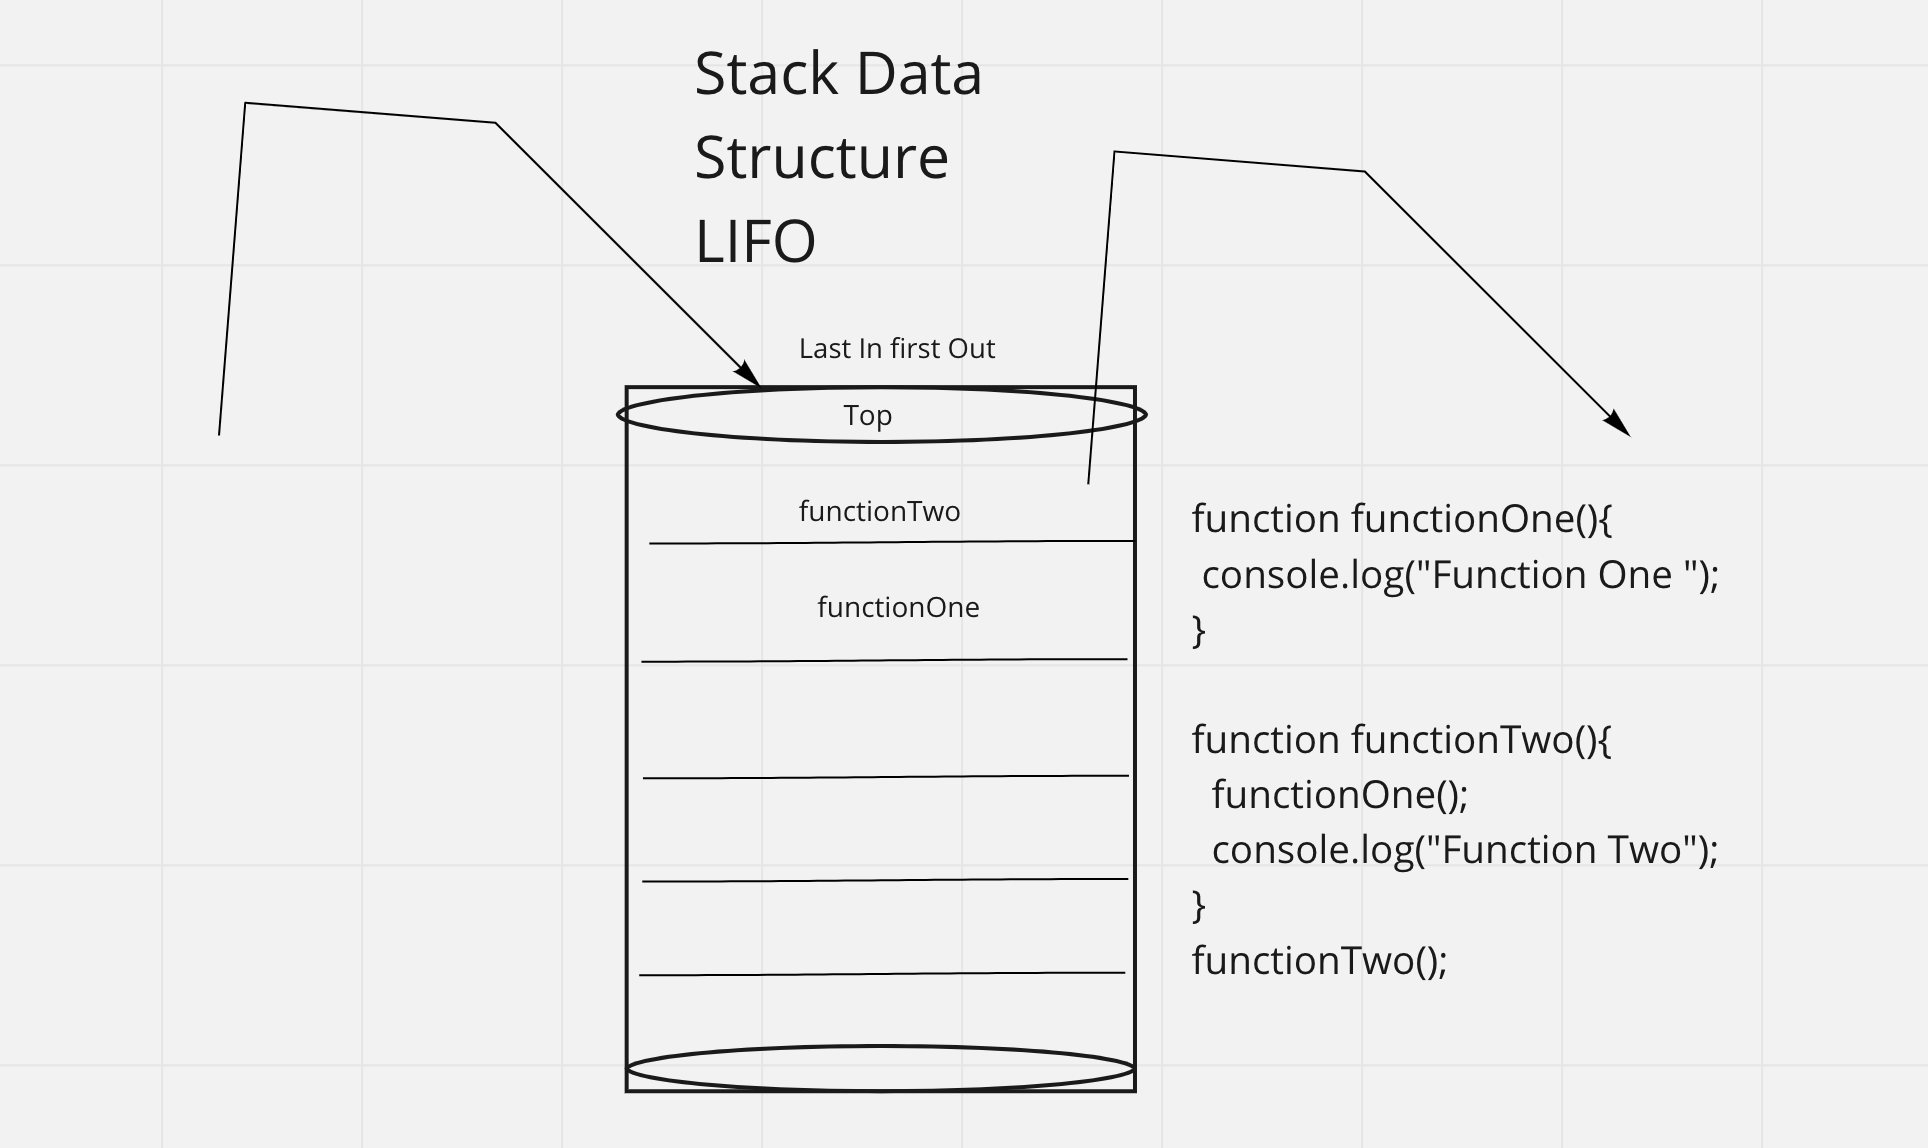 Stack Data
Structure
LIFO
Last In first Out
Top
functionTwo
functionOne
function functionOne(){
 console.log("Function One ");
}
function functionTwo(){
  functionOne();
  console.log("Function Two");
}
functionTwo();